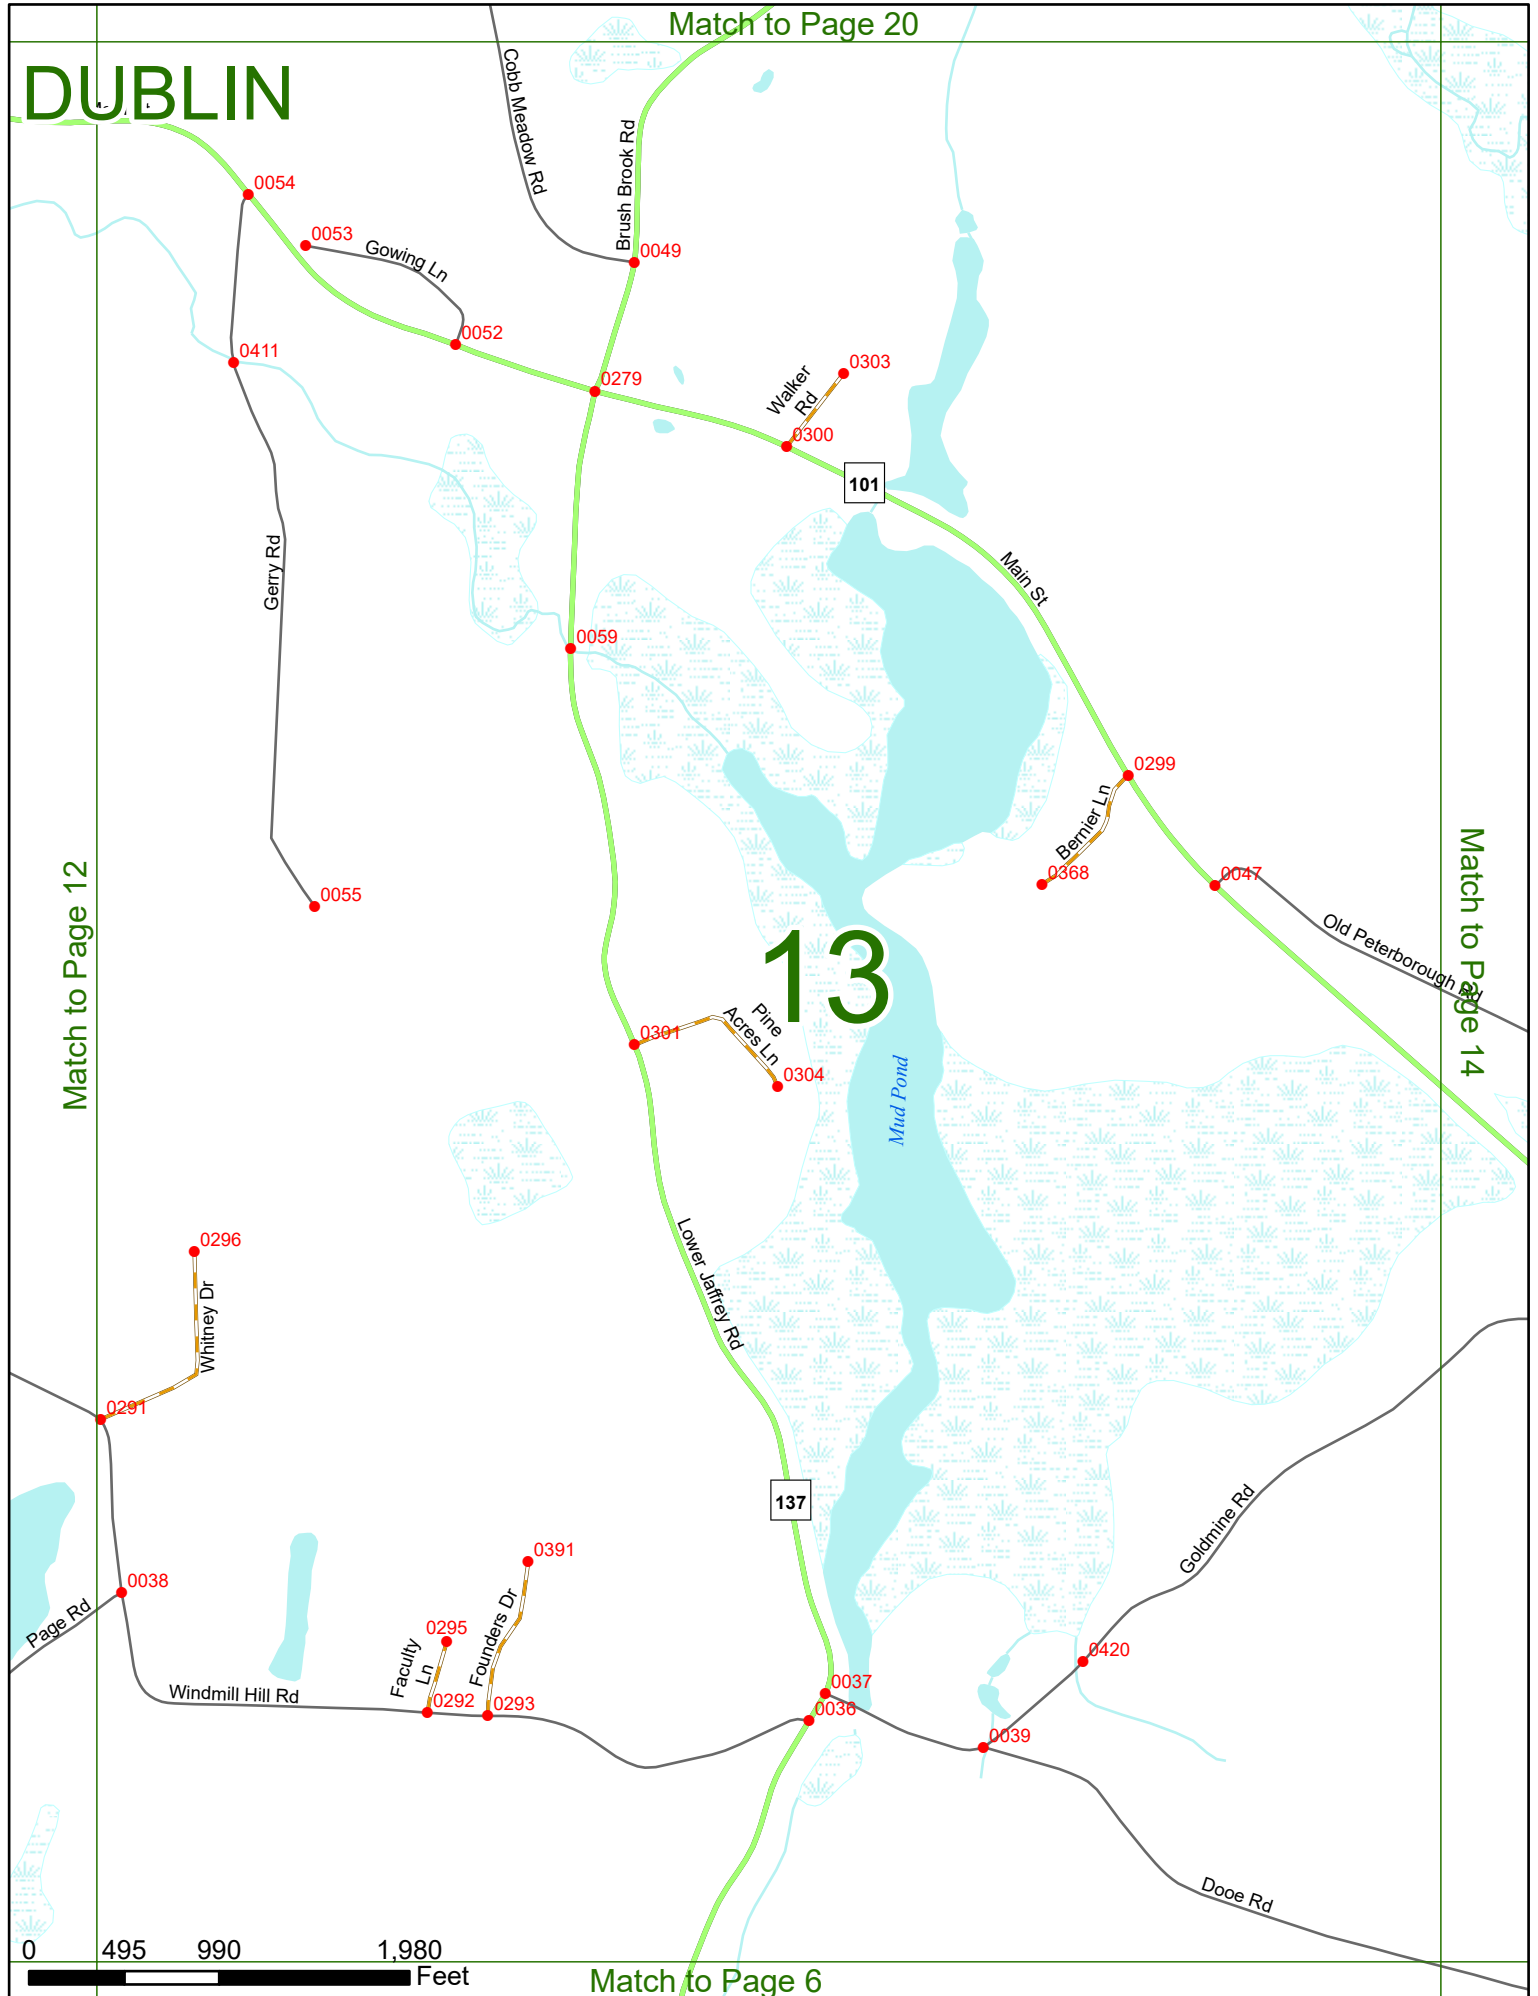 Match to Page 20
DUBLIN
Cobb Meadow Rd
Brush Brook Rd
0054
0053
Gowing Ln
0049
0052
0411
0279
Walker
Rd
0303
0300
101
Gerry Rd
Main St
0059
0299
Bernier Ln
0368
0047
0055
Old Peterborough Rd
Match to Page 12
Match to Page 14
13
Pine
Acres Ln
0301
0304
Mud Pond
Lower Jaffrey Rd
0296
Whitney Dr
0291
137
Goldmine Rd
0391
0038
Page Rd
Founders Dr
0295
Faculty
Ln
0420
Windmill Hill Rd
0292
0293
0037
0036
0039
Dooe Rd
0 495 990 1,980
Feet
Match to Page 6